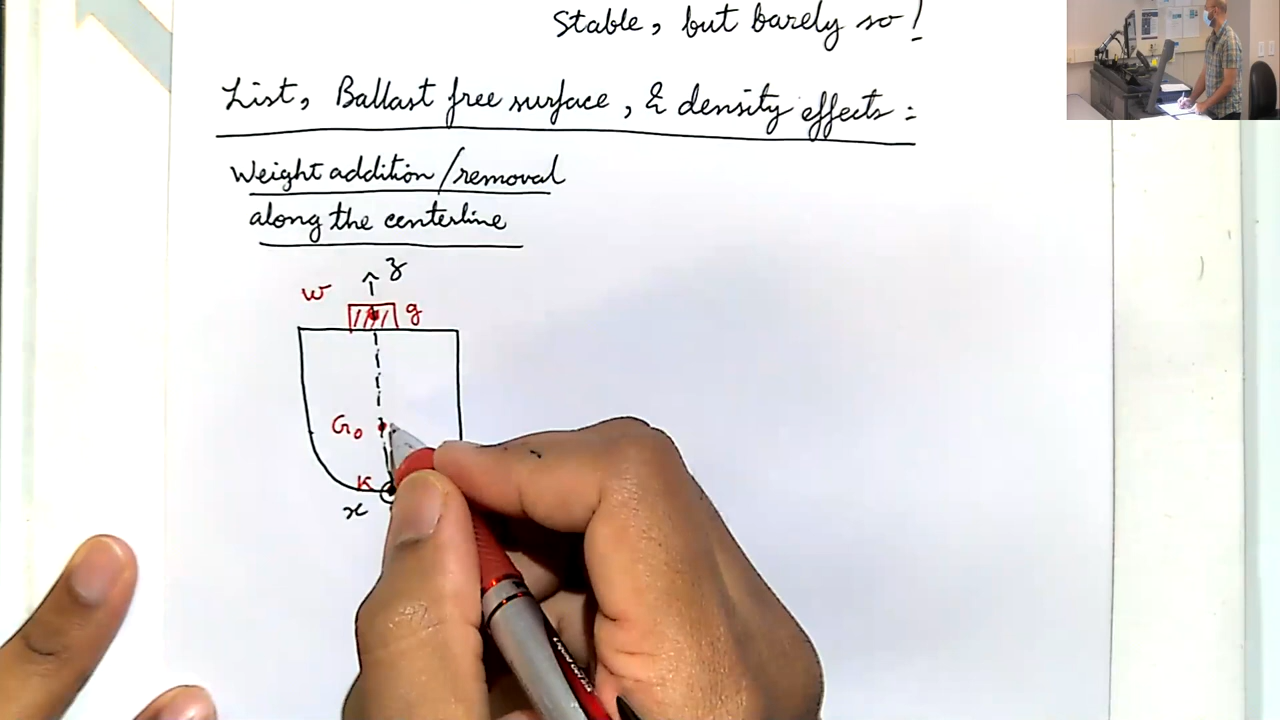 Stable, but barely so!
List, Ballast free surface, & density effects:
Weight addition/removal
along the centerline
z
w
g
G₀
K
x